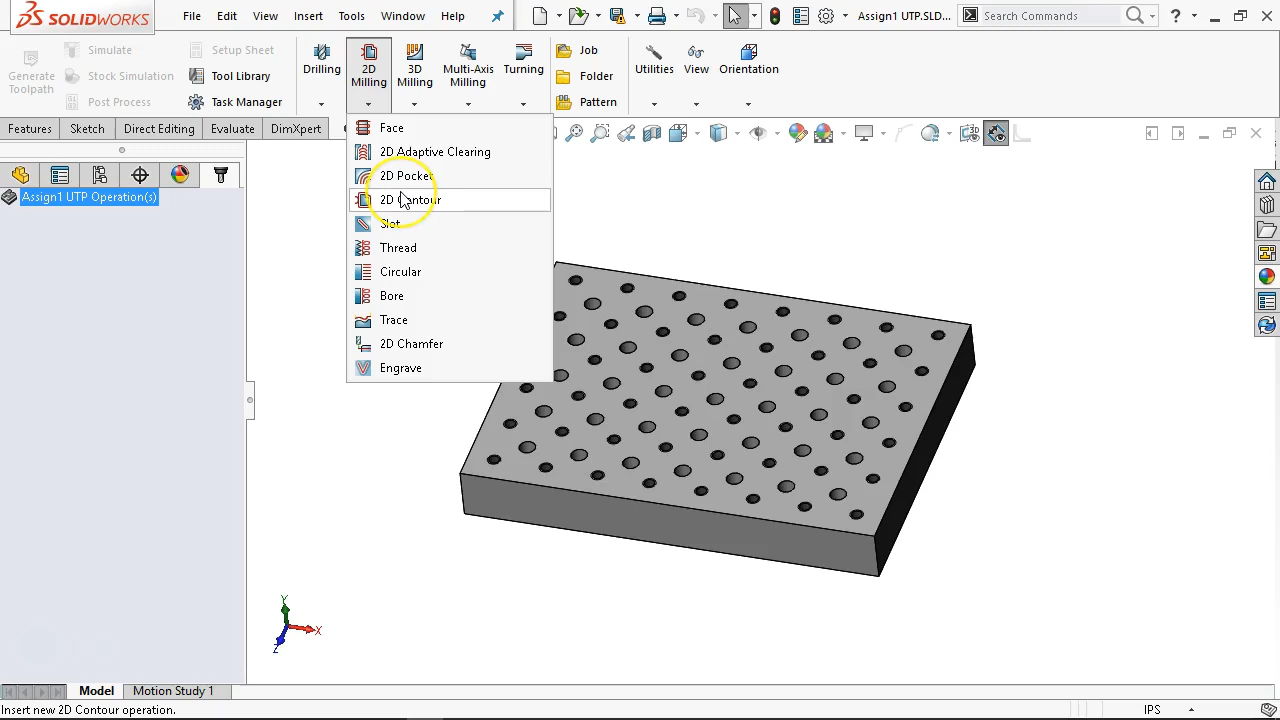 SOLIDWORKS
File Edit View Insert Tools Window Help
Assign1 UTP.SLD...
Search Commands
Generate Toolpath
Simulate
Stock Simulation
Post Process
Setup Sheet
Tool Library
Task Manager
Drilling
2D Milling
3D Milling
Multi-Axis Milling
Turning
Job
Folder
Pattern
Utilities
View
Orientation
Features Sketch Direct Editing Evaluate DimXpert
Face
2D Adaptive Clearing
2D Pocket
2D Contour
Slot
Thread
Circular
Bore
Trace
2D Chamfer
Engrave
Assign1 UTP Operation(s)
Y
X
Z
Model Motion Study 1
Insert new 2D Contour operation.
IPS